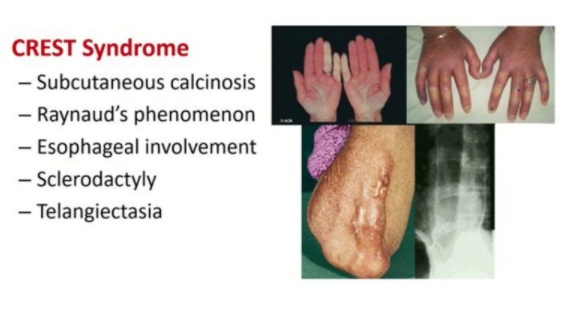 CREST Syndrome
– Subcutaneous calcinosis
– Raynaud's phenomenon
– Esophageal involvement
– Sclerodactyly
– Telangiectasia